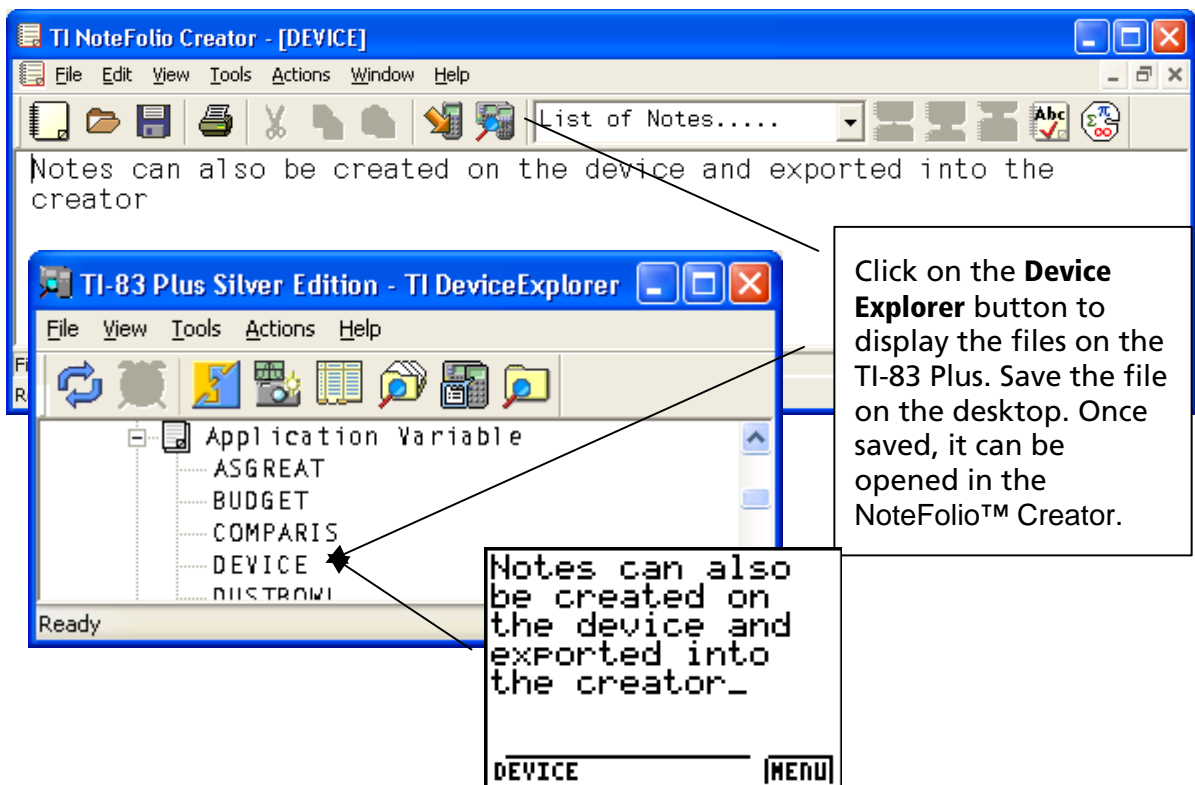 TI NoteFolio Creator - [DEVICE]
File Edit View Tools Actions Window Help
List of Notes.....
Abc
Notes can also be created on the device and exported into the
creator
Click on the Device
Explorer button to
display the files on the
TI-83 Plus. Save the file
on the desktop. Once
saved, it can be
opened in the
NoteFolio™ Creator.
TI-83 Plus Silver Edition - TI DeviceExplorer
File View Tools Actions Help
Application Variable
ASGREAT
BUDGET
COMPARIS
DEVICE
Ready
Notes can also
be created on
the device and
exported into
the creator_
DEVICE MENU